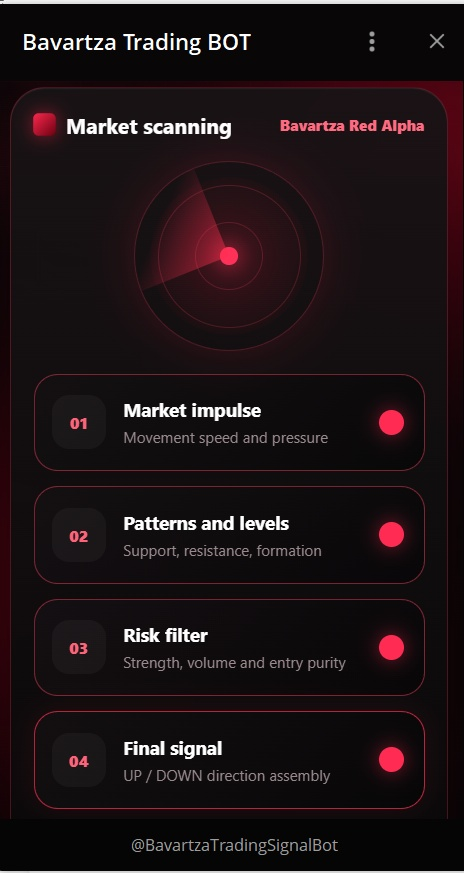 Bavartza Trading BOT
Market scanning
Bavartza Red Alpha
01
Market impulse
Movement speed and pressure
02
Patterns and levels
Support, resistance, formation
03
Risk filter
Strength, volume and entry purity
04
Final signal
UP / DOWN direction assembly
@BavartzaTradingSignalBot